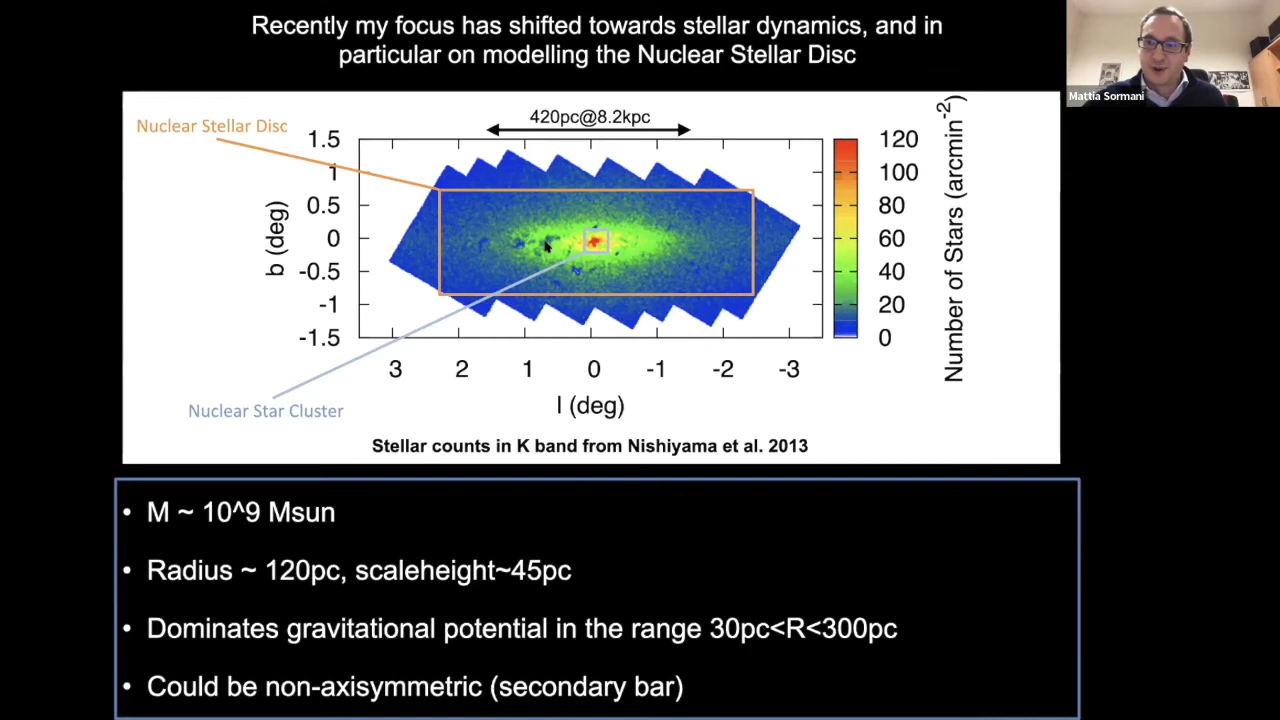 Recently my focus has shifted towards stellar dynamics, and in
particular on modelling the Nuclear Stellar Disc
Mattia Sormani
Nuclear Stellar Disc
420pc@8.2kpc
1.5
1
0.5
0
-0.5
-1
-1.5
b (deg)
3
2
1
0
-1
-2
-3
l (deg)
120
100
80
60
40
20
0
Number of Stars (arcmin-2)
Nuclear Star Cluster
Stellar counts in K band from Nishiyama et al. 2013
• M ~ 10^9 Msun
• Radius ~ 120pc, scaleheight~45pc
• Dominates gravitational potential in the range 30pc<R<300pc
• Could be non-axisymmetric (secondary bar)